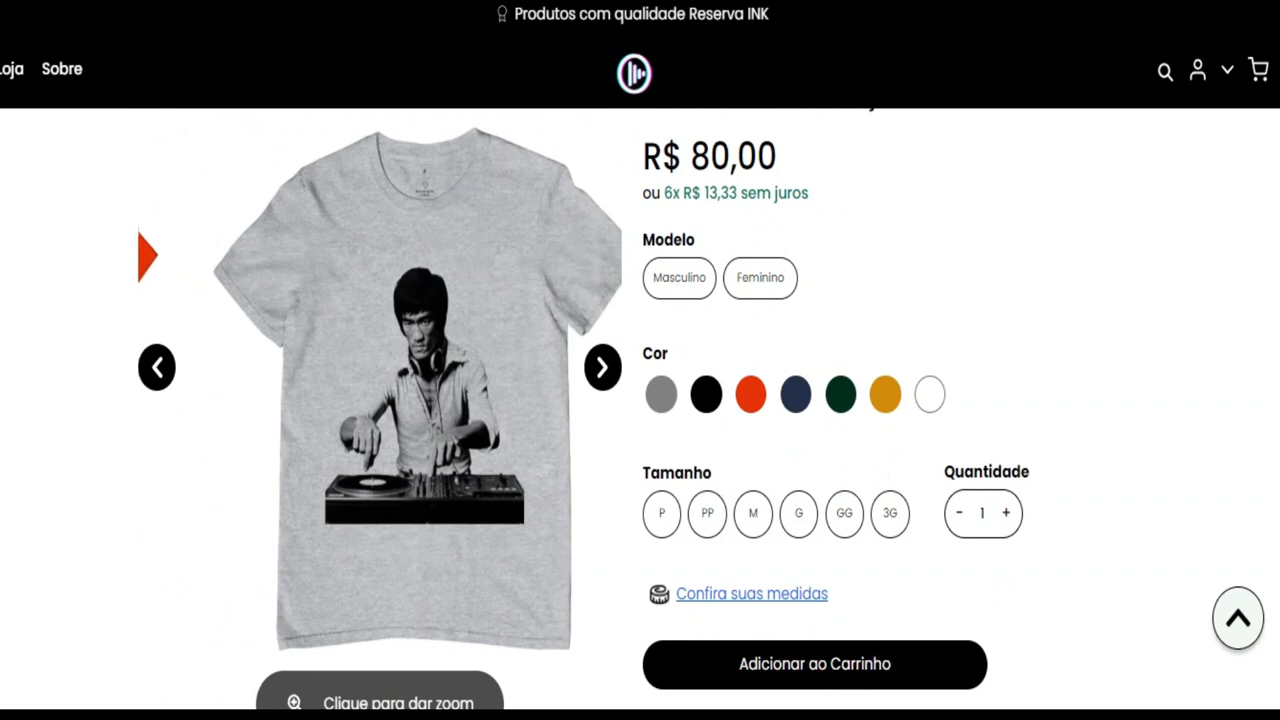 Produtos com qualidade Reserva INK
Loja Sobre
R$ 80,00
ou 6x R$ 13,33 sem juros
Modelo
Masculino Feminino
Cor
Tamanho Quantidade
P PP M G GG 3G - 1 +
Confira suas medidas
Adicionar ao Carrinho
Clique para dar zoom